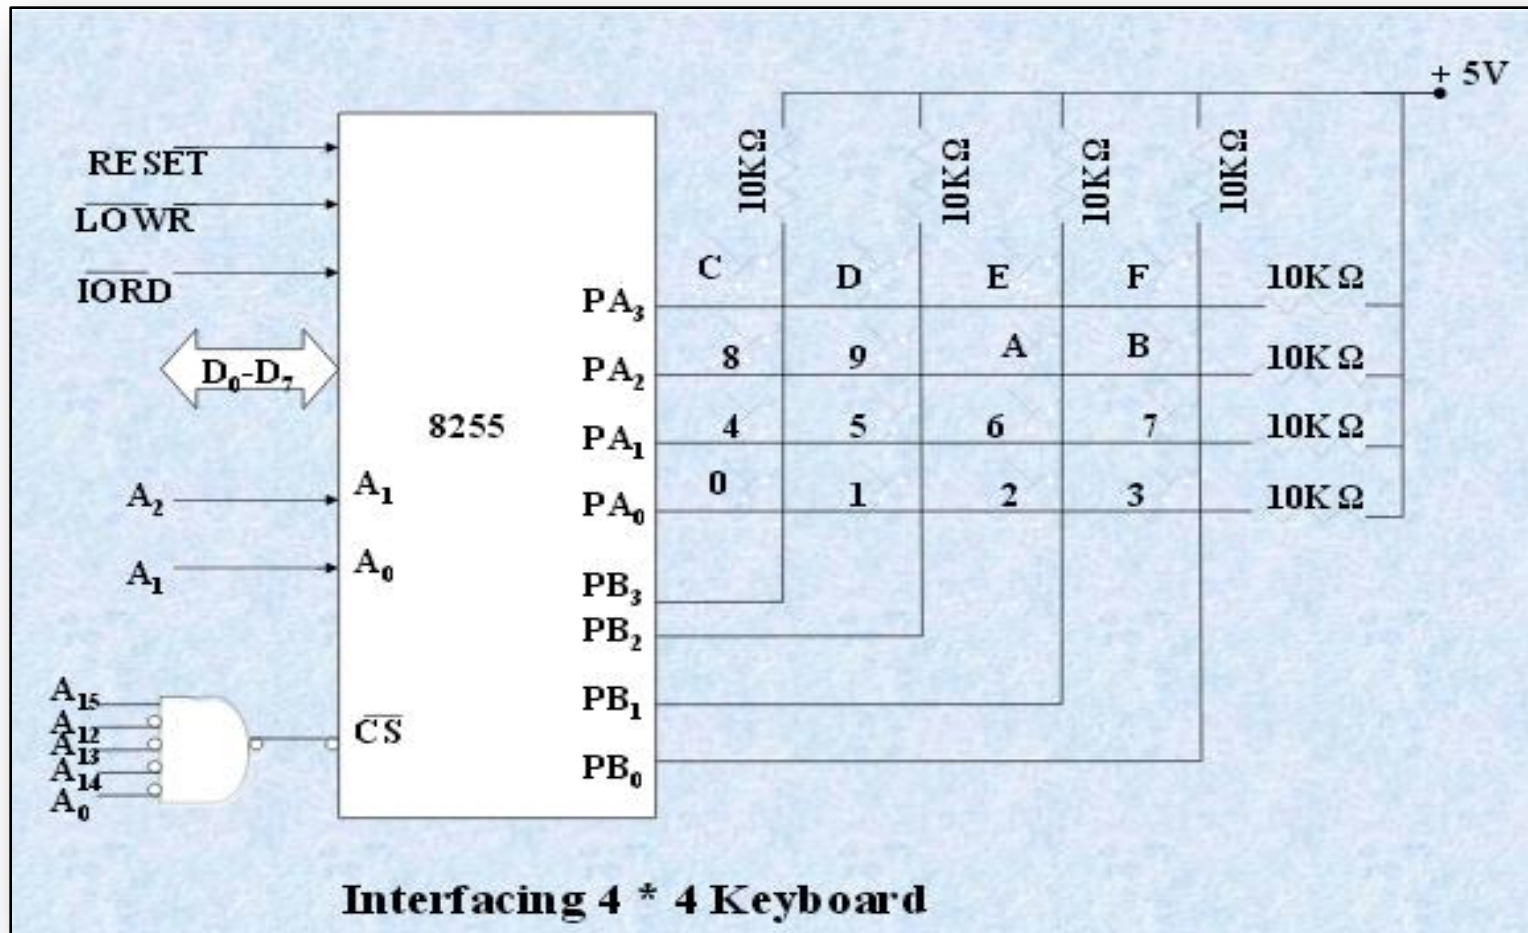 + 5V
10KΩ 10KΩ 10KΩ 10KΩ
RESET
LOWR
IORD
D₀-D₇
8255
A₂ A₁
A₁ A₀
A₁₅
A₁₂
A₁₃
A₁₄
A₀
CS
PA₃ C D E F 10KΩ
PA₂ 8 9 A B 10KΩ
PA₁ 4 5 6 7 10KΩ
PA₀ 0 1 2 3 10KΩ
PB₃
PB₂
PB₁
PB₀
Interfacing 4 * 4 Keyboard